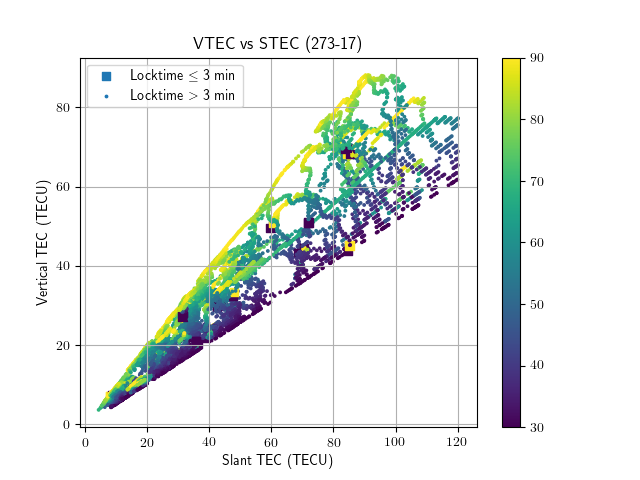 VTEC vs STEC (273-17)
Locktime ≤ 3 min
Locktime > 3 min
Vertical TEC (TECU)
80
60
40
20
0
0 20 40 60 80 100 120
Slant TEC (TECU)
90
80
70
60
50
40
30